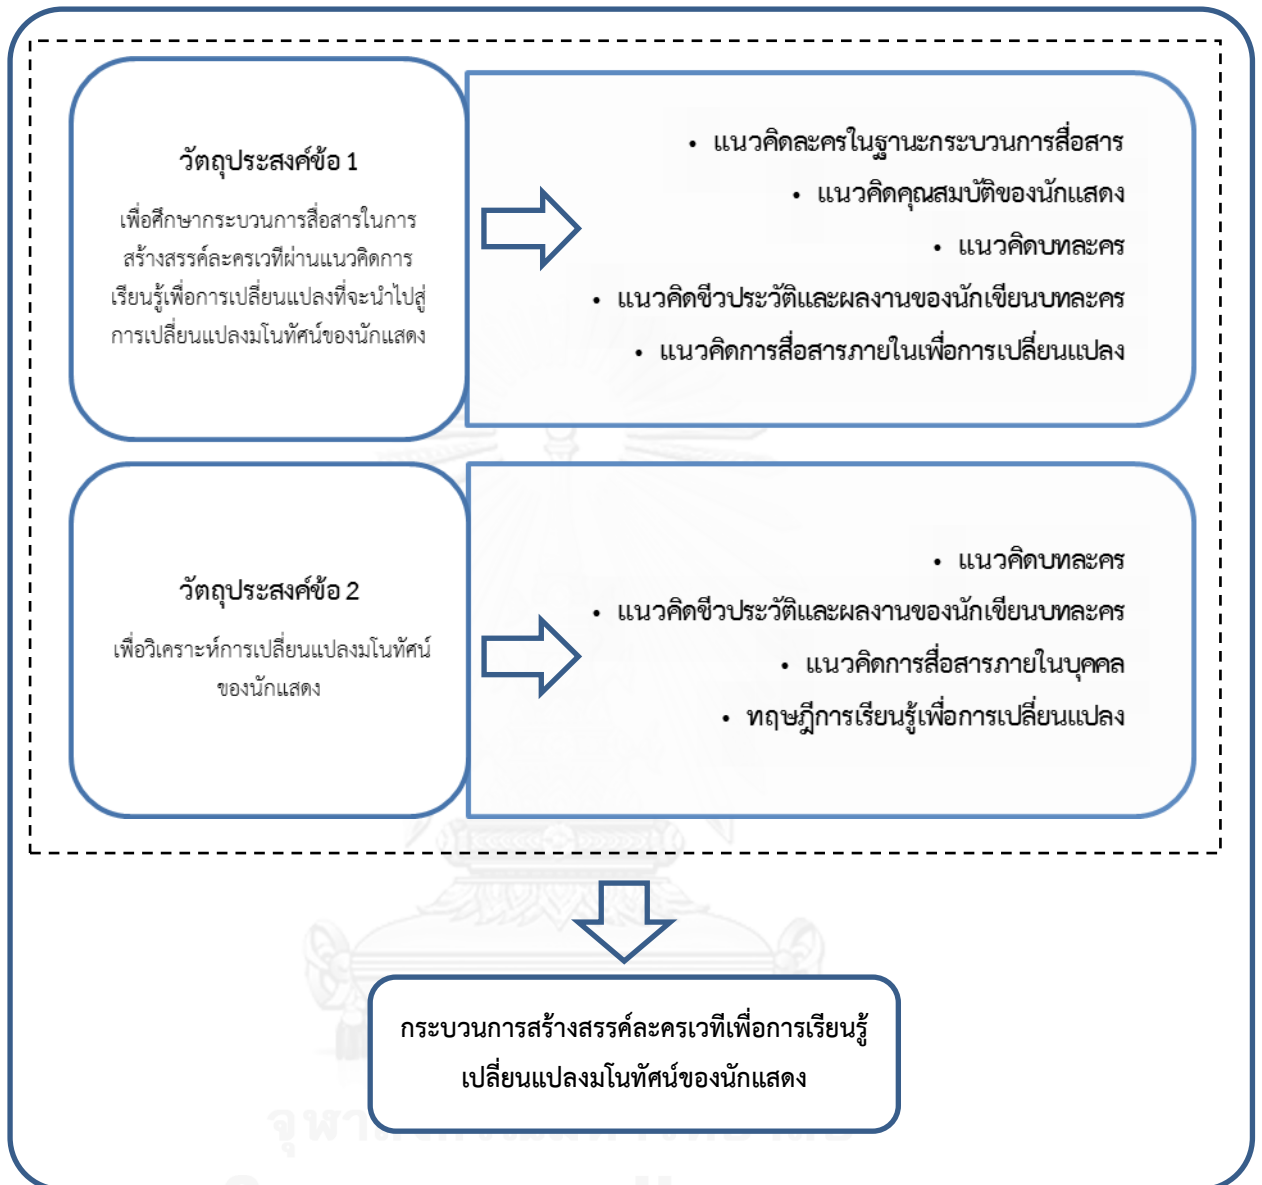 วัตถุประสงค์ข้อ 1
เพื่อศึกษากระบวนการสื่อสารในการ
สร้างสรรค์ละครเวทีผ่านแนวคิดการ
เรียนรู้เพื่อการเปลี่ยนแปลงที่จะนำไปสู่
การเปลี่ยนแปลงมโนทัศน์ของนักแสดง
• แนวคิดละครในฐานะกระบวนการสื่อสาร
• แนวคิดคุณสมบัติของนักแสดง
• แนวคิดบทละคร
• แนวคิดชีวประวัติและผลงานของนักเขียนบทละคร
• แนวคิดการสื่อสารภายในเพื่อการเปลี่ยนแปลง
วัตถุประสงค์ข้อ 2
เพื่อวิเคราะห์การเปลี่ยนแปลงมโนทัศน์
ของนักแสดง
• แนวคิดบทละคร
• แนวคิดชีวประวัติและผลงานของนักเขียนบทละคร
• แนวคิดการสื่อสารภายในบุคคล
• ทฤษฎีการเรียนรู้เพื่อการเปลี่ยนแปลง
กระบวนการสร้างสรรค์ละครเวทีเพื่อการเรียนรู้
เปลี่ยนแปลงมโนทัศน์ของนักแสดง